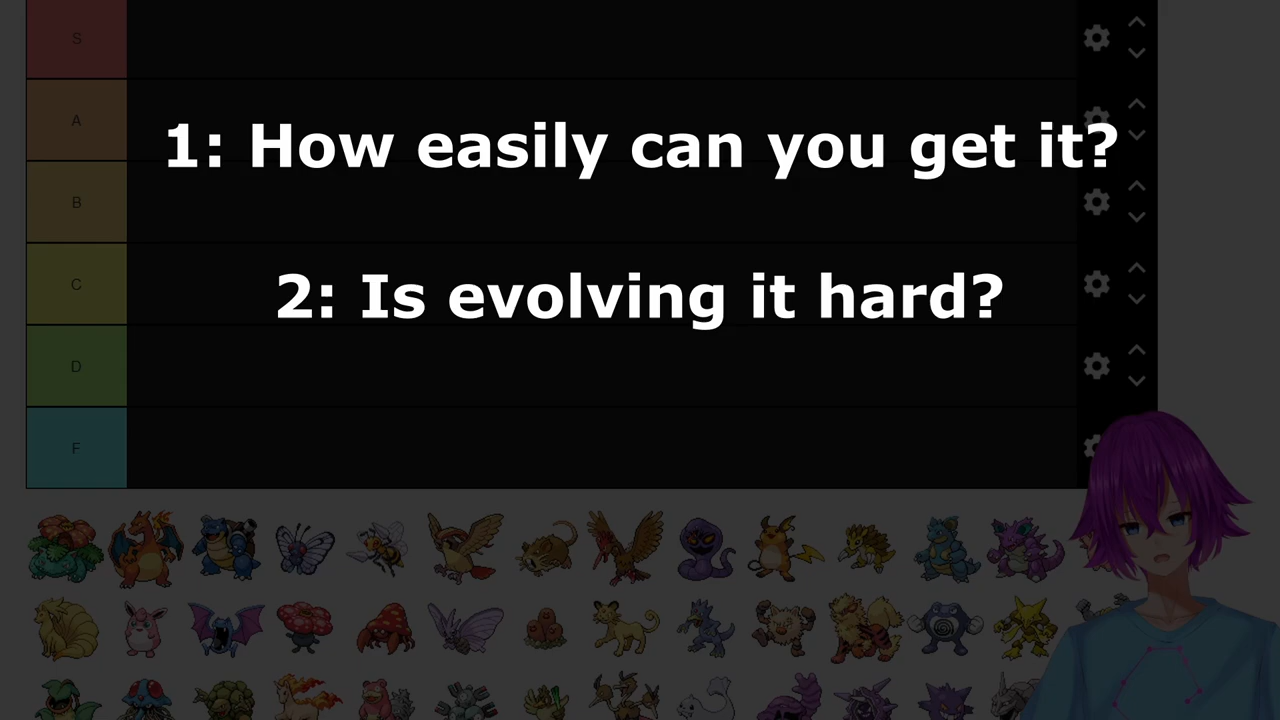 S
A
1: How easily can you get it?
B
C
2: Is evolving it hard?
D
F